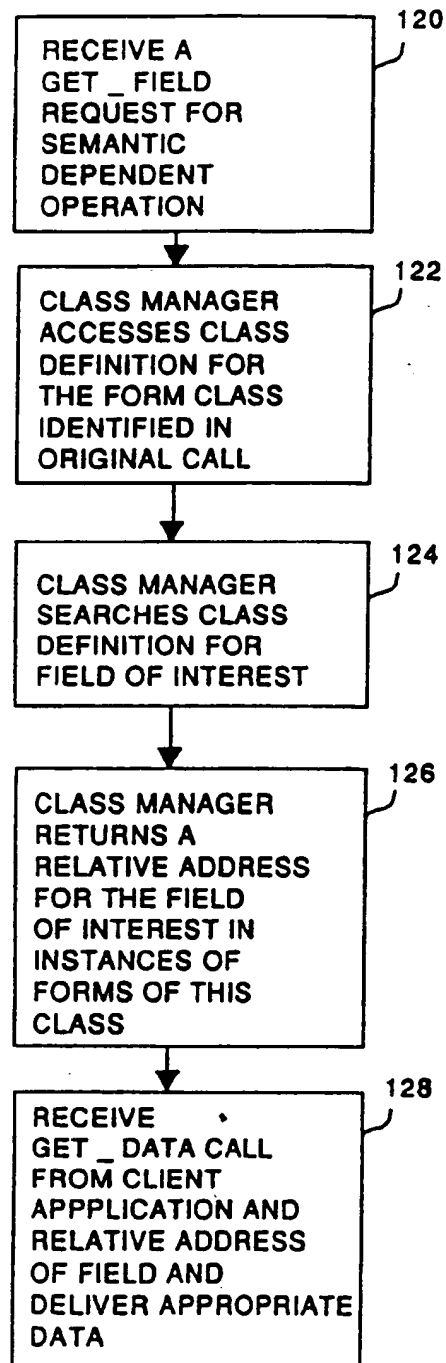 120
RECEIVE A
GET _ FIELD
REQUEST FOR
SEMANTIC
DEPENDENT
OPERATION
122
CLASS MANAGER
ACCESSES CLASS
DEFINITION FOR
THE FORM CLASS
IDENTIFIED IN
ORIGINAL CALL
124
CLASS MANAGER
SEARCHES CLASS
DEFINITION FOR
FIELD OF INTEREST
126
CLASS MANAGER
RETURNS A
RELATIVE ADDRESS
FOR THE FIELD
OF INTEREST IN
INSTANCES OF
FORMS OF THIS
CLASS
128
RECEIVE
GET _ DATA CALL
FROM CLIENT
APPPLICATION AND
RELATIVE ADDRESS
OF FIELD AND
DELIVER APPROPRIATE
DATA